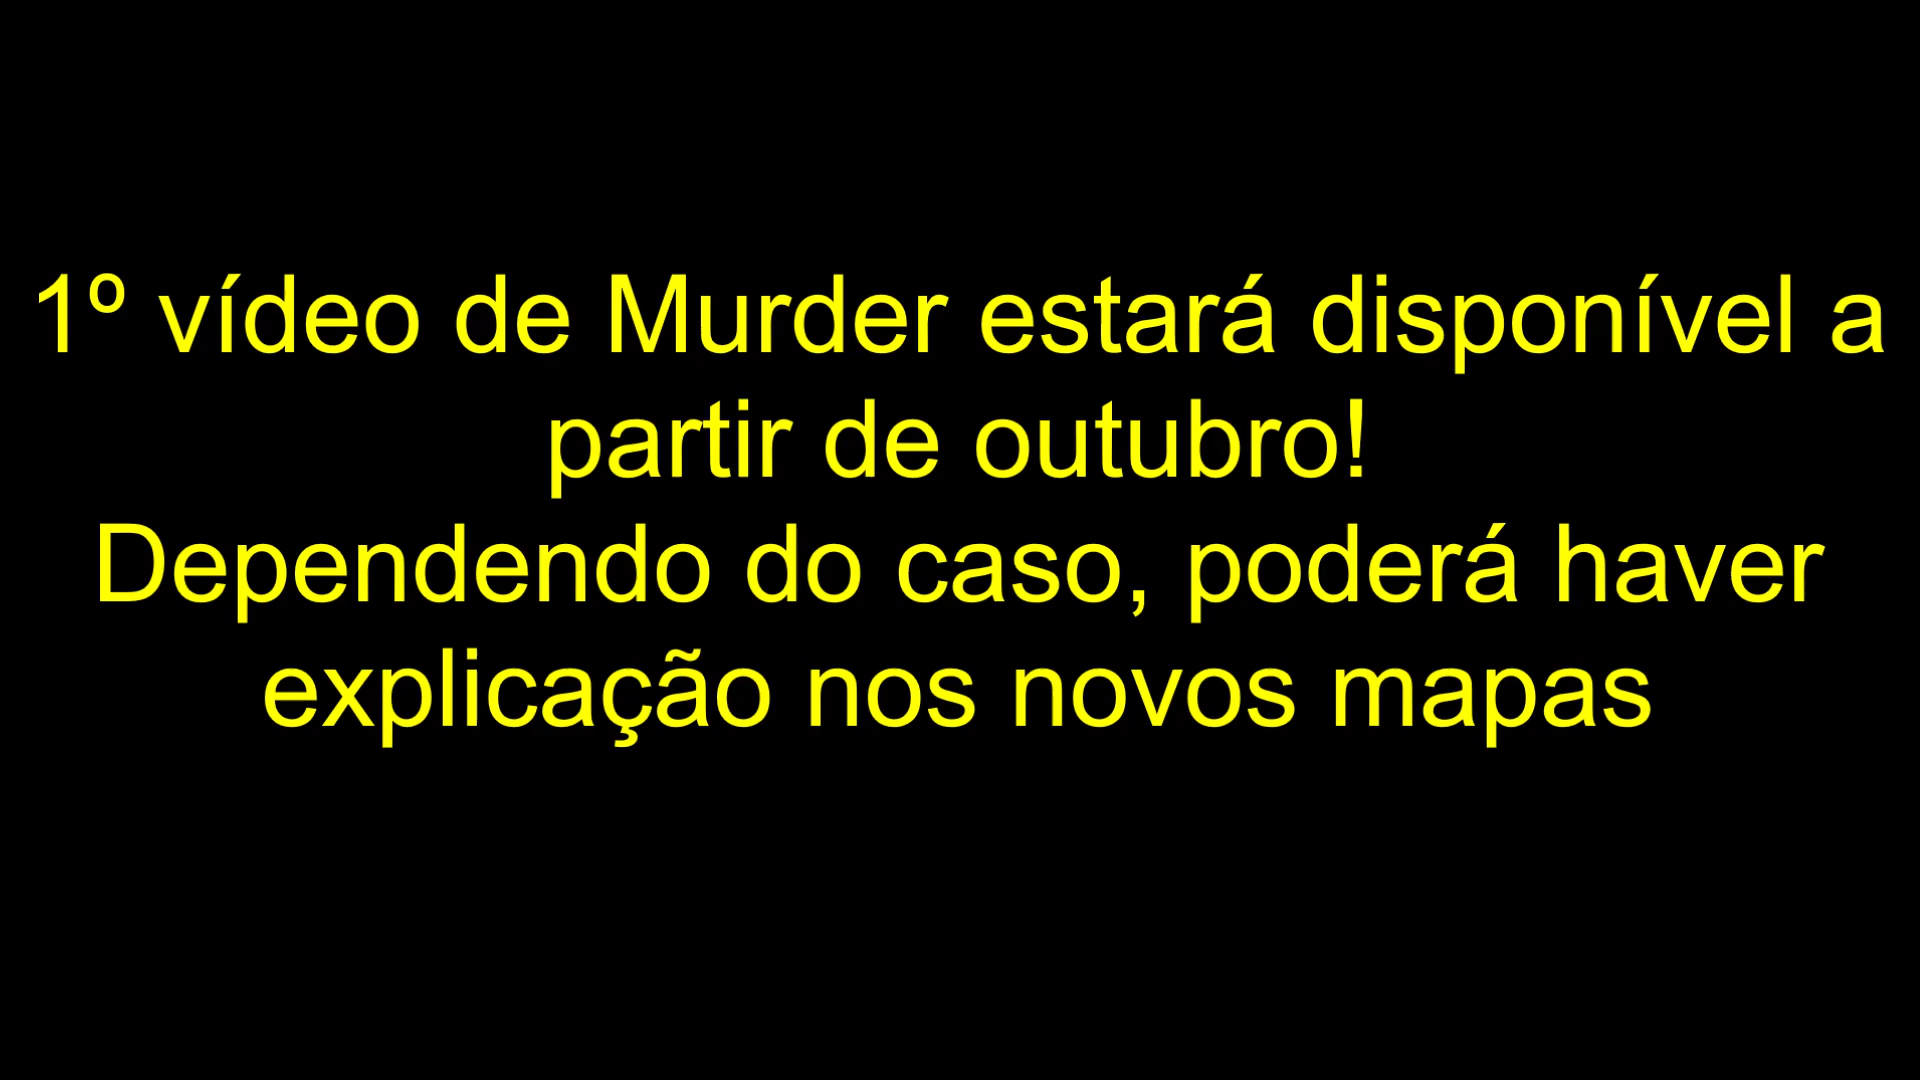 1º vídeo de Murder estará disponível a
partir de outubro!
Dependendo do caso, poderá haver
explicação nos novos mapas